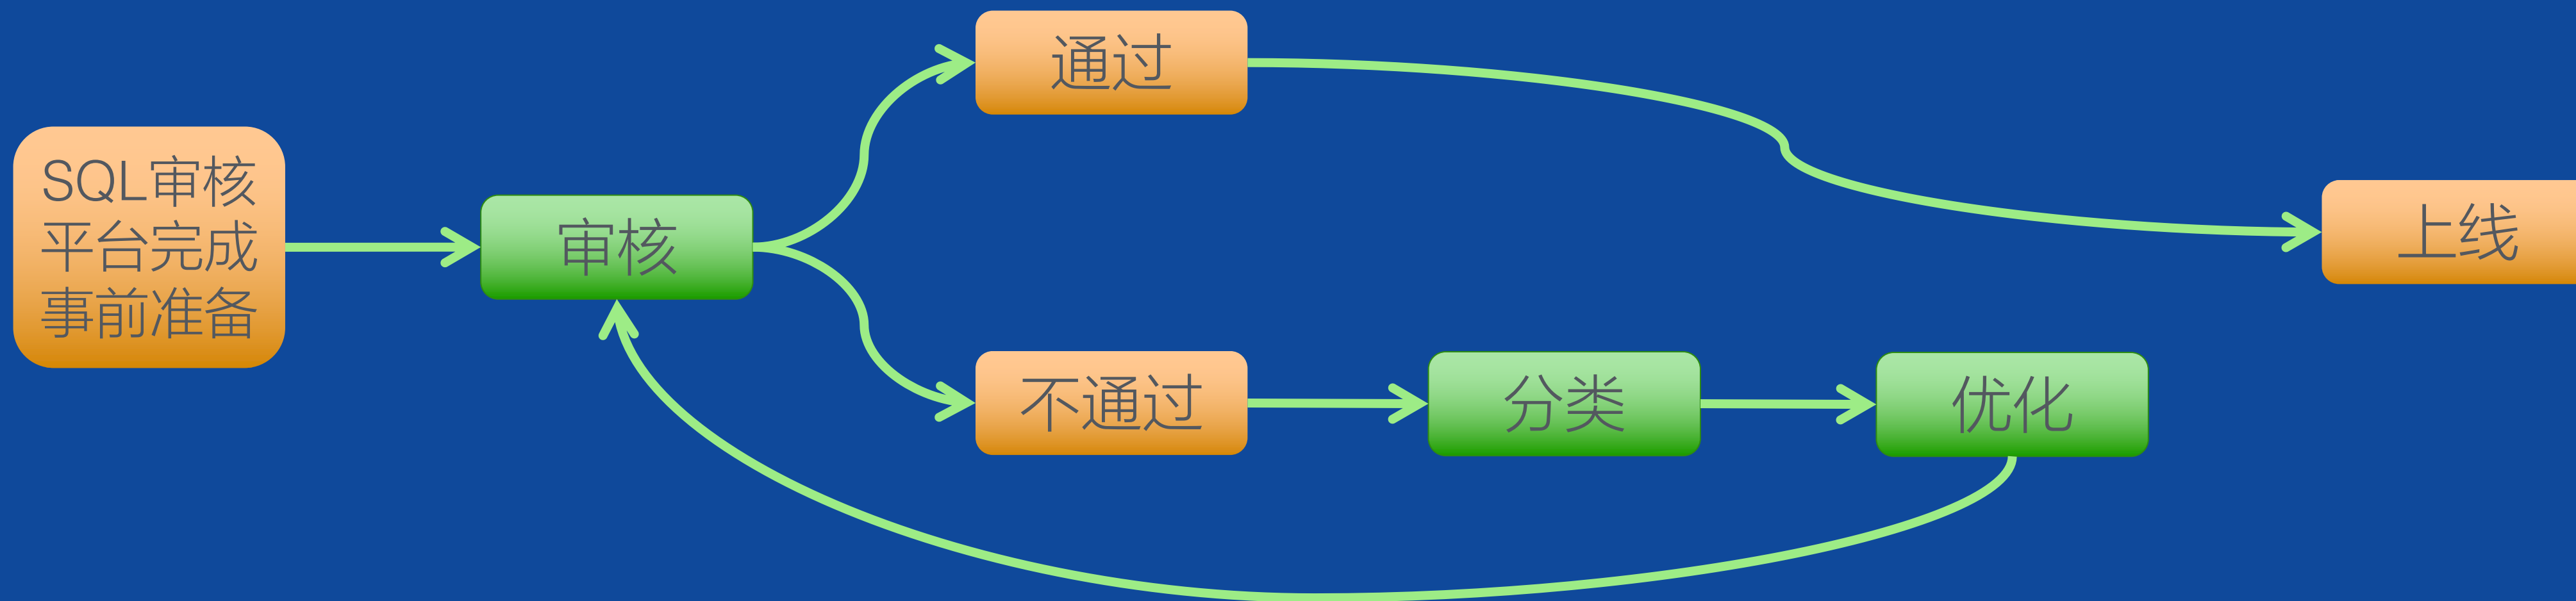 SQL审核
平台完成
事前准备
审核
通过
不通过
分类
优化
上线